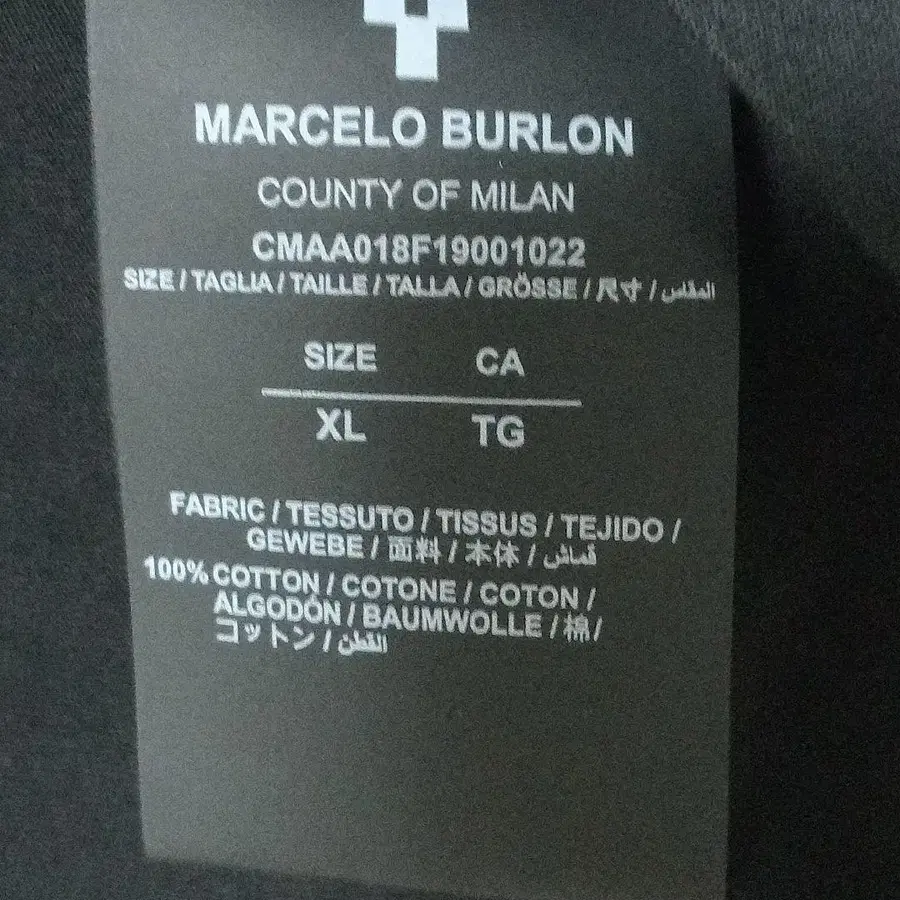 MARCELO BURLON
COUNTY OF MILAN
CMAA018F19001022
SIZE / TAGLIA / TAILLE / TALLA / GRÖSSE / 尺寸 / المقاس
SIZE CA
XL TG
FABRIC / TESSUTO / TISSUS / TEJIDO /
GEWEBE / 面料 / 本体 / قماش
100% COTTON / COTONE / COTON /
ALGODÓN / BAUMWOLLE / 棉 /
コットン / القطن